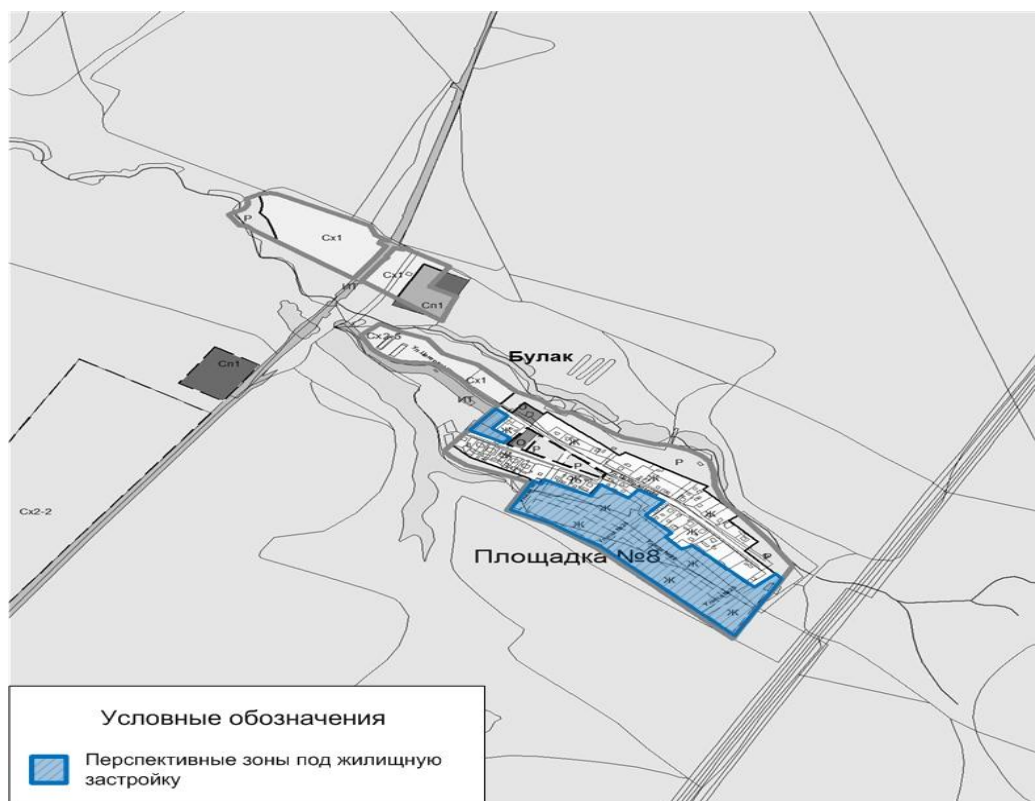 Р
Сх1
Сх1
ИТ
Сп1
Сх2-3
Булак
Сп1
Сх1
ИТ
Ж
О
Р
Ж
Р
Р
Ж
Ж
Ж
Ж
Сх2-2
Ж
Ж
Ж
Площадка №8
Ж
Р
Ж
Ж
Условные обозначения
Перспективные зоны под жилищную
застройку